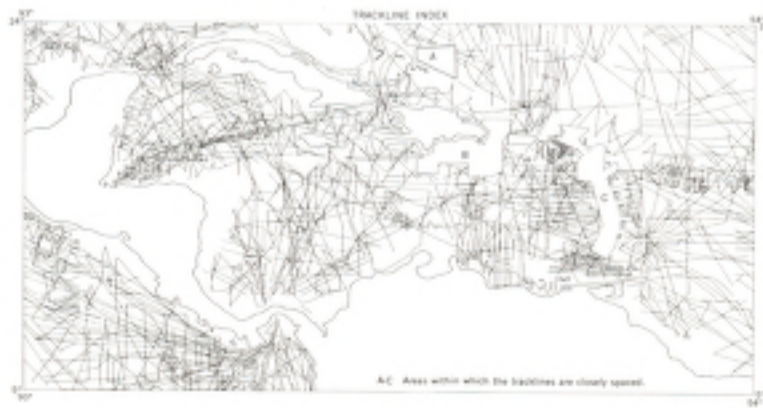 TRACKLINE INDEX
A
B
C
A-C Areas within which the tracklines are closely spaced.